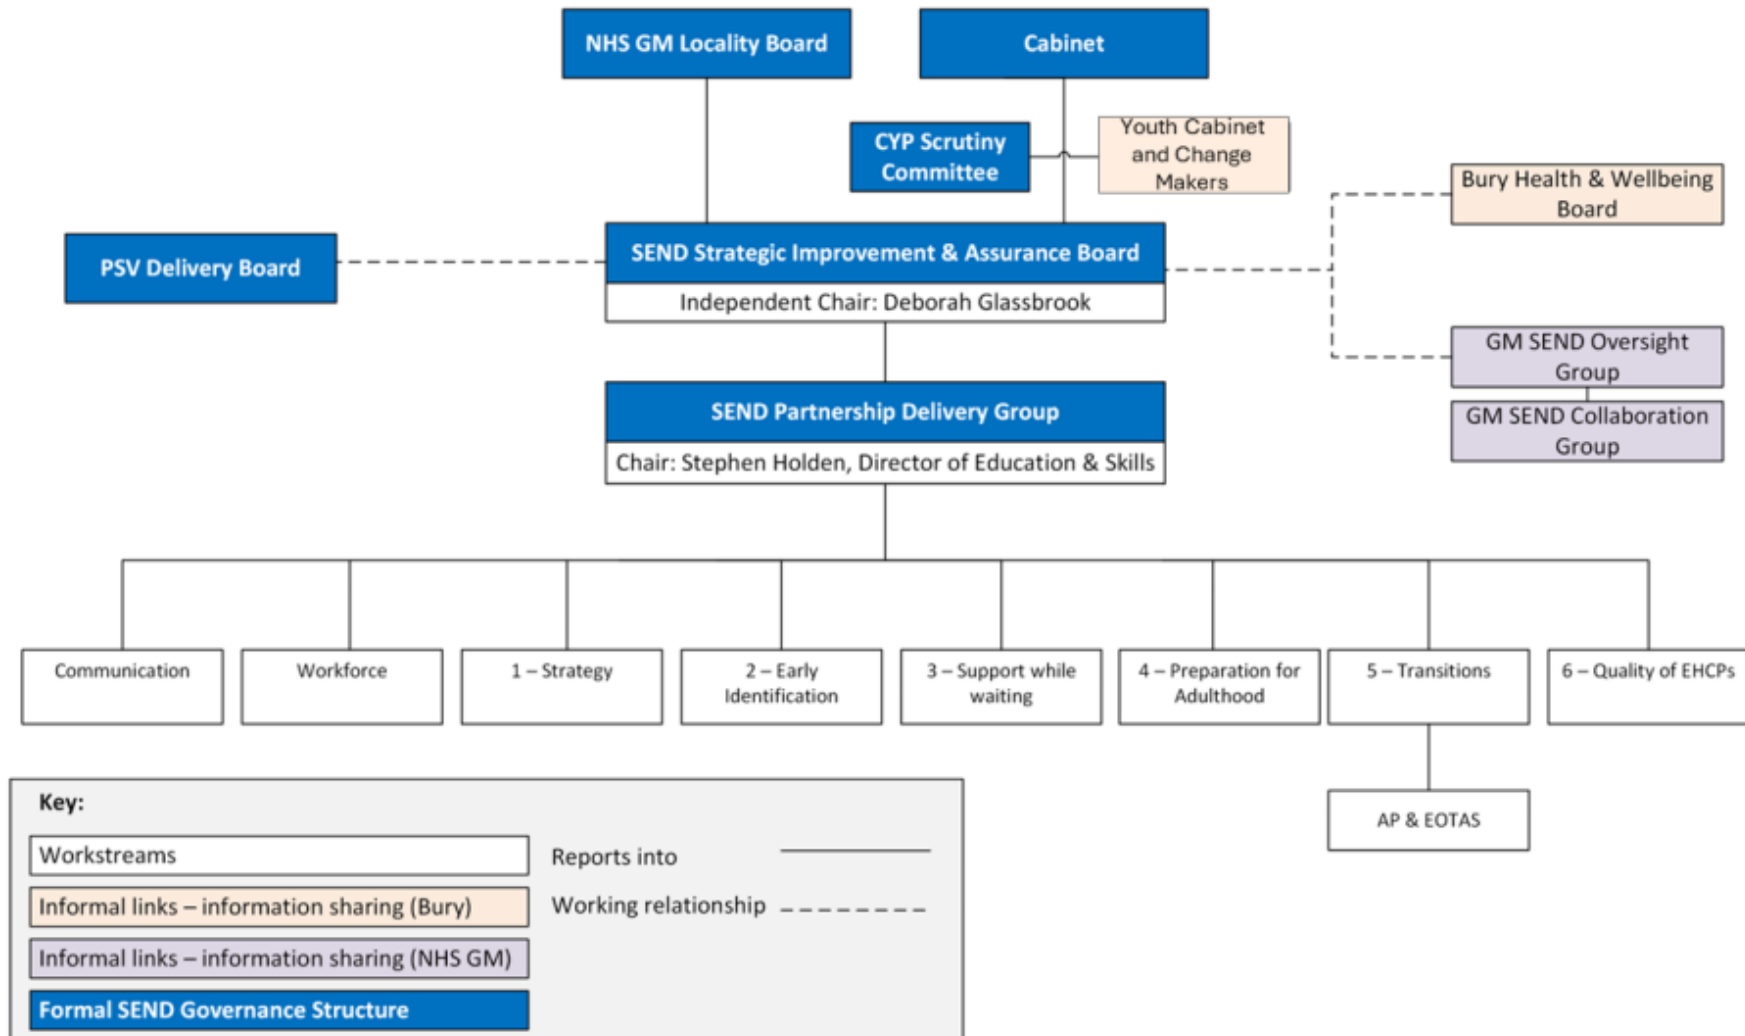 NHS GM Locality Board
Cabinet
CYP Scrutiny
Committee
Youth Cabinet
and Change
Makers
Bury Health & Wellbeing
Board
PSV Delivery Board
SEND Strategic Improvement & Assurance Board
Independent Chair: Deborah Glassbrook
GM SEND Oversight
Group
GM SEND Collaboration
Group
SEND Partnership Delivery Group
Chair: Stephen Holden, Director of Education & Skills
Communication
Workforce
1 – Strategy
2 – Early
Identification
3 – Support while
waiting
4 – Preparation for
Adulthood
5 – Transitions
6 – Quality of EHCPs
AP & EOTAS
Key:
Workstreams
Informal links – information sharing (Bury)
Informal links – information sharing (NHS GM)
Formal SEND Governance Structure
Reports into
Working relationship